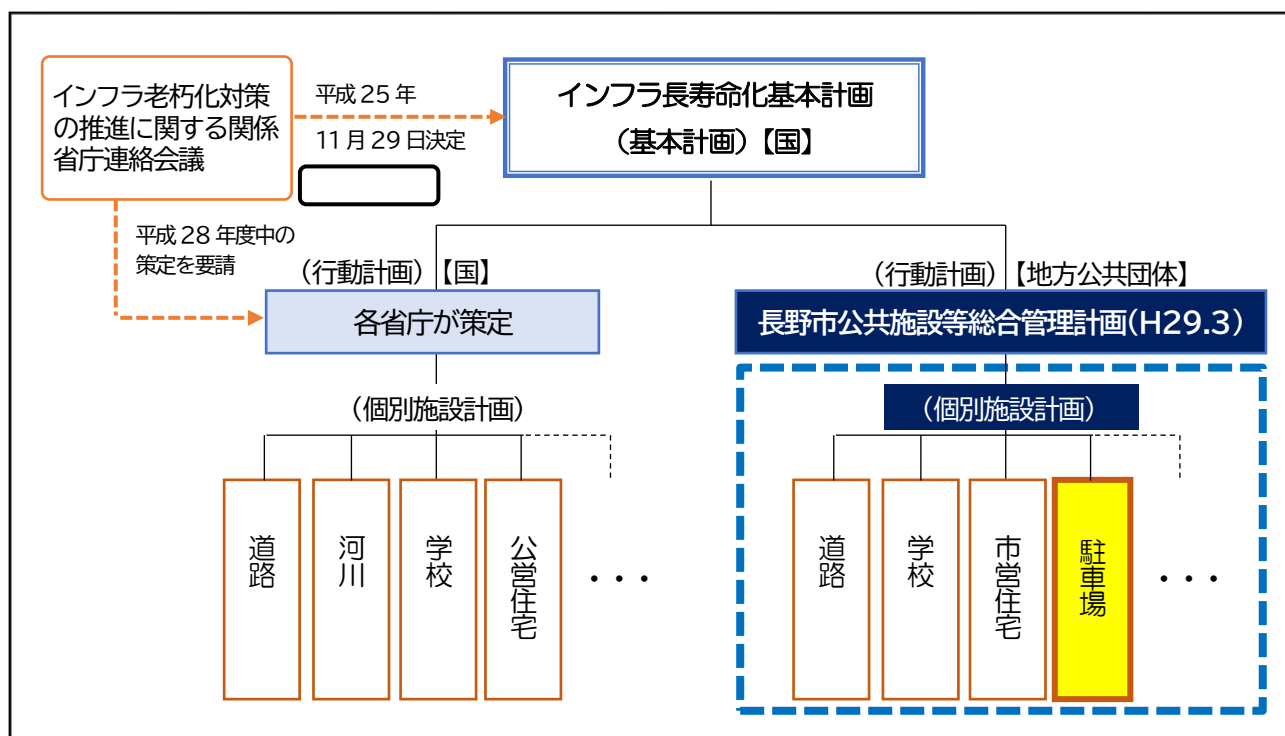 インフラ老朽化対策
の推進に関する関係
省庁連絡会議
平成 25 年
11 月 29 日決定
インフラ長寿命化基本計画
(基本計画)【国】
平成 28 年度中の
策定を要請
(行動計画)【国】
各省庁が策定
(行動計画)【地方公共団体】
長野市公共施設等総合管理計画(H29.3)
(個別施設計画)
道路
河川
学校
公営住宅
・・・
(個別施設計画)
道路
学校
市営住宅
駐車場
・・・